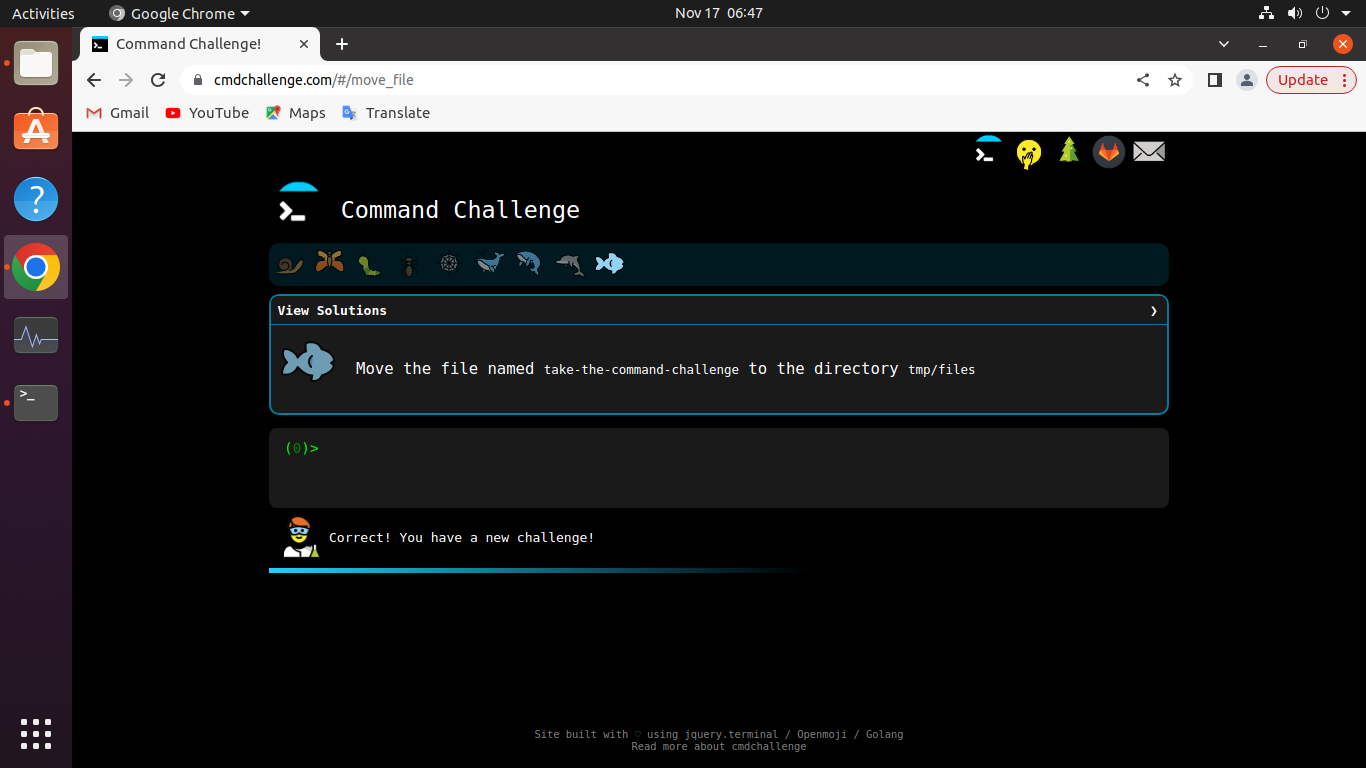 Activities
Google Chrome
Nov 17 06:47
Command Challenge!
cmdchallenge.com/#/move_file
Update
Gmail
YouTube
Maps
Translate
Command Challenge
View Solutions
Move the file named take-the-command-challenge to the directory tmp/files
(0)>
Correct! You have a new challenge!
Site built with ♡ using jquery.terminal / Openmoji / Golang
Read more about cmdchallenge